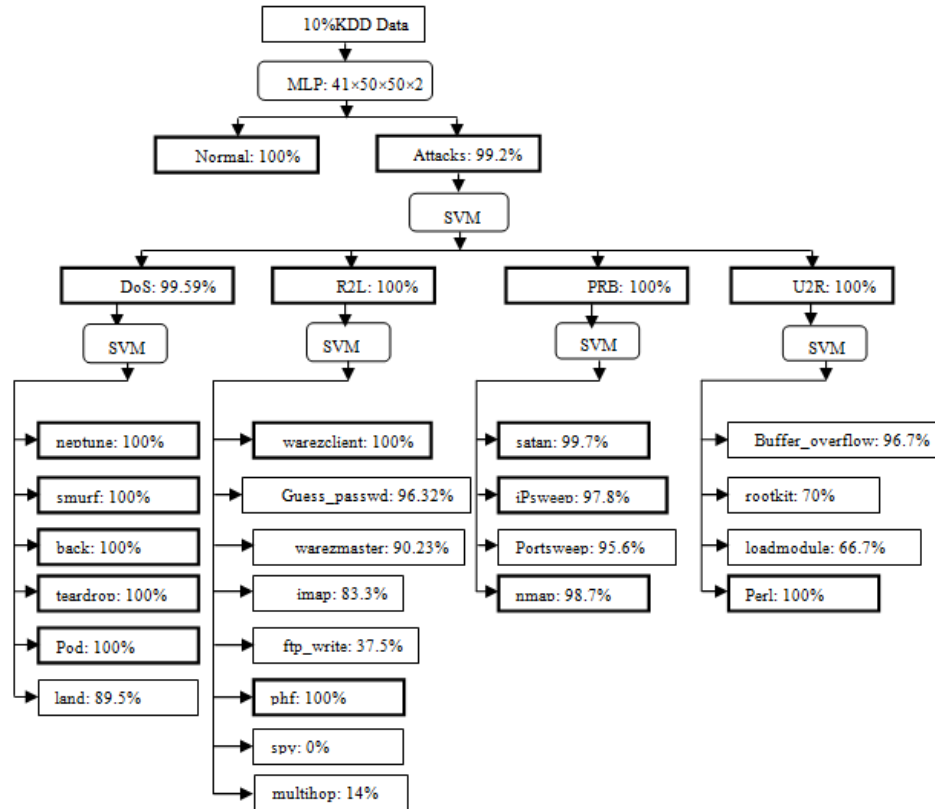 10%KDD Data
MLP: 41×50×50×2
Normal: 100%
Attacks: 99.2%
SVM
DoS: 99.59%
R2L: 100%
PRB: 100%
U2R: 100%
SVM
SVM
SVM
SVM
neptune: 100%
smurf: 100%
back: 100%
teardrop: 100%
Pod: 100%
land: 89.5%
warezclient: 100%
Guess_passwd: 96.32%
warezmaster: 90.23%
imap: 83.3%
ftp_write: 37.5%
phf: 100%
spy: 0%
multihop: 14%
satan: 99.7%
iPsweep: 97.8%
Portsweep: 95.6%
nmap: 98.7%
Buffer_overflow: 96.7%
rootkit: 70%
loadmodule: 66.7%
Perl: 100%